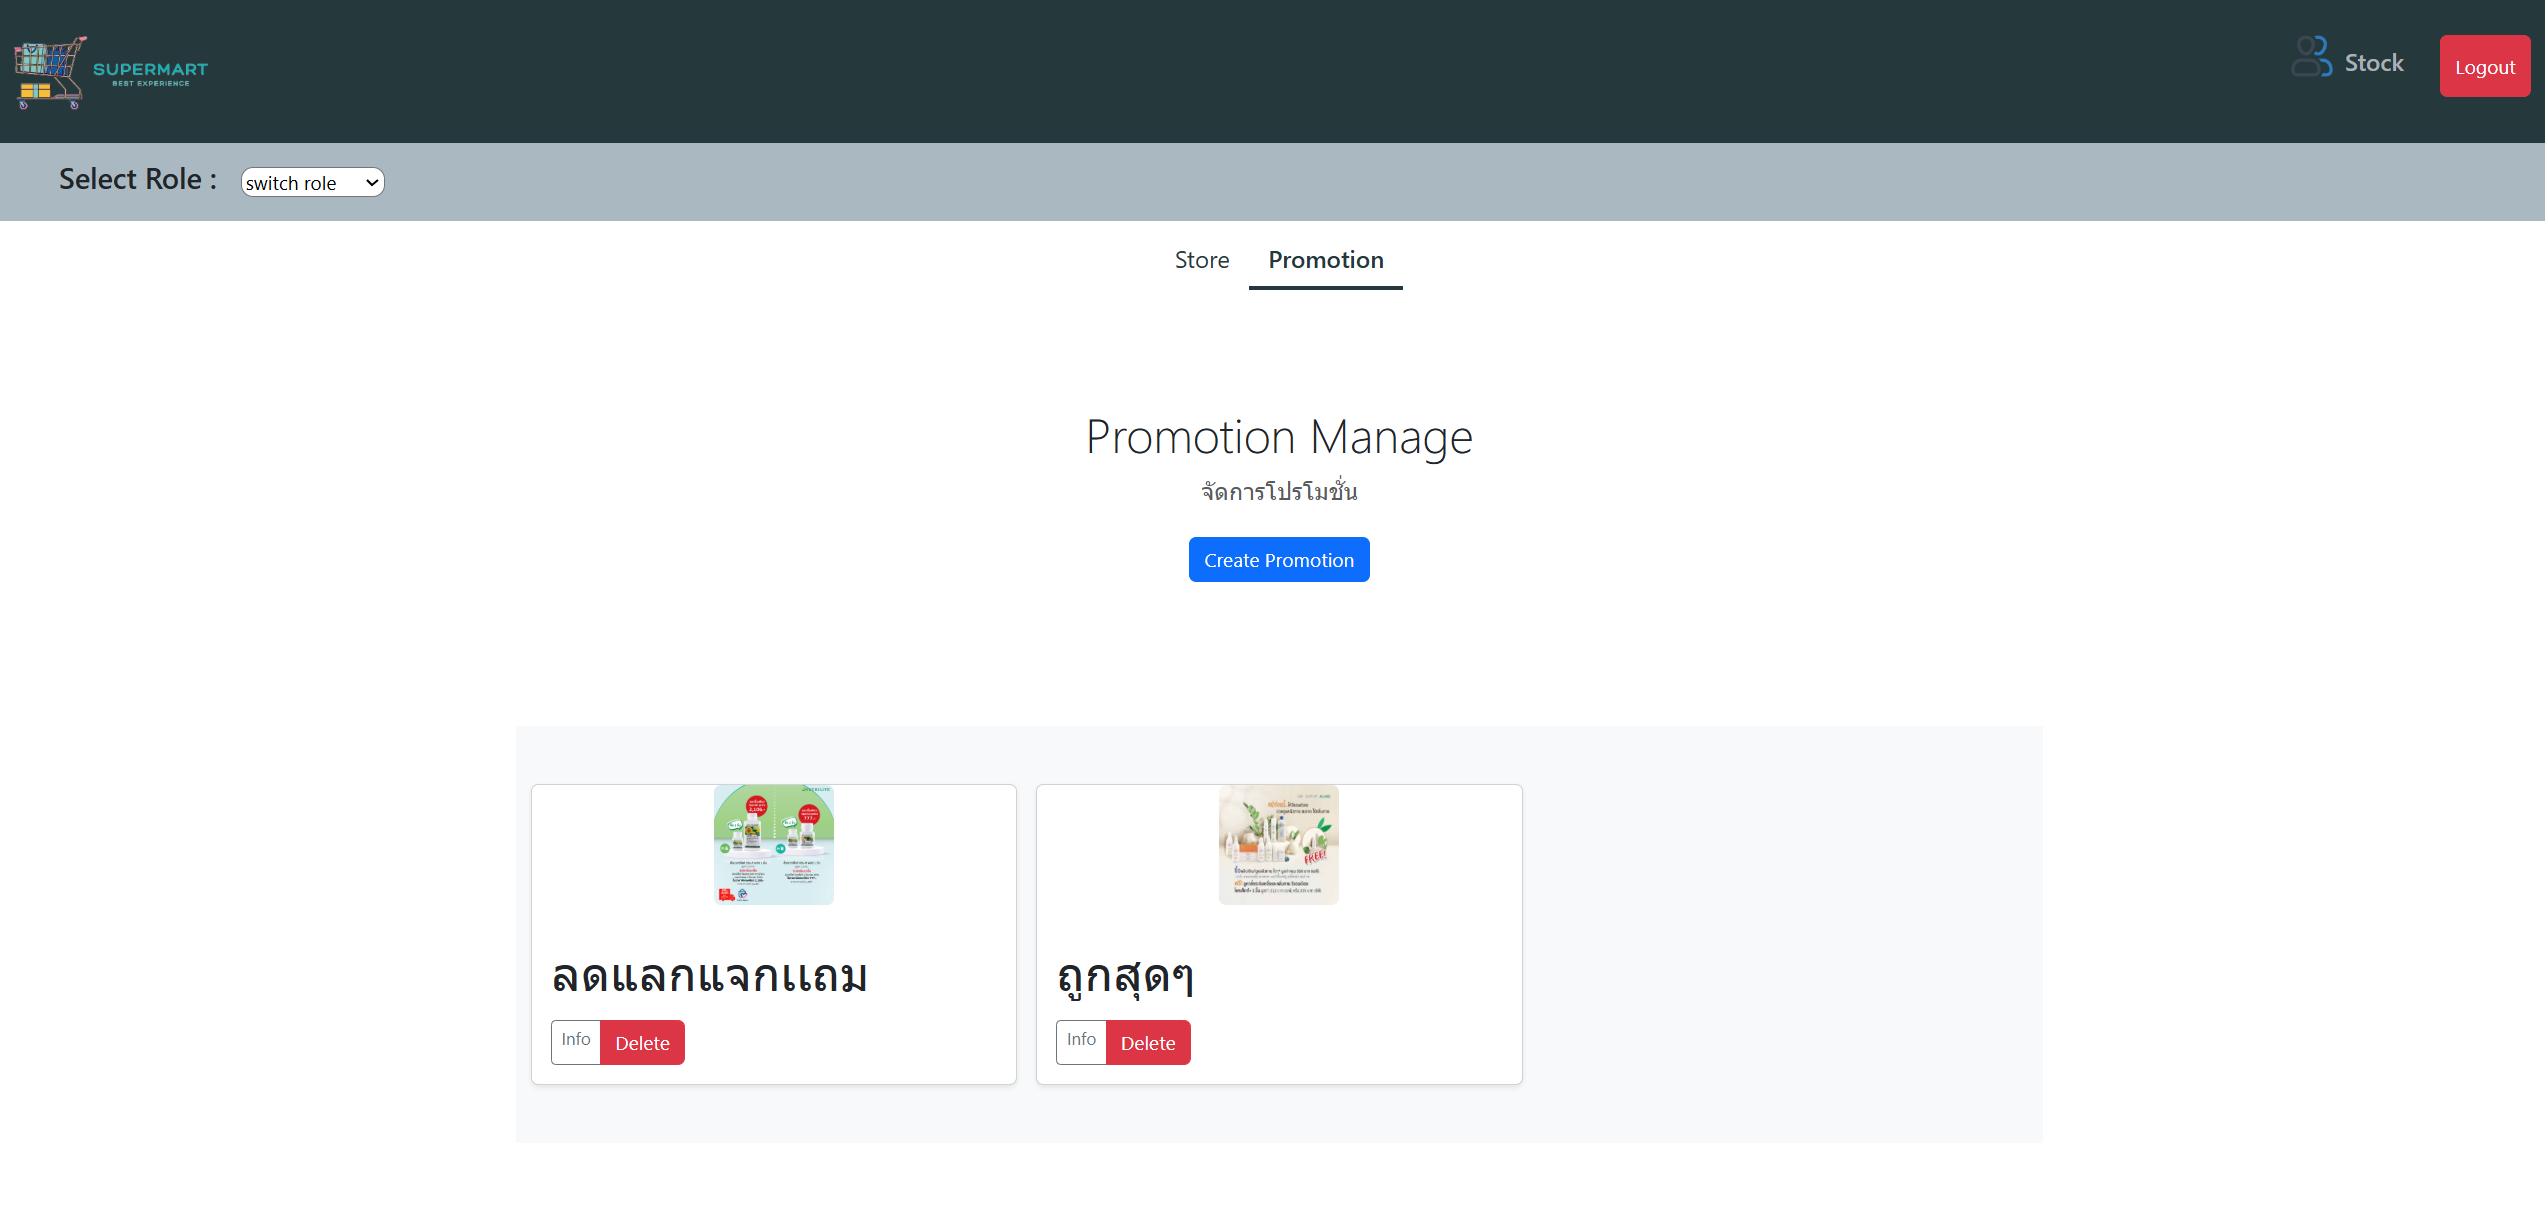 SUPERMART
BEST EXPERIENCE
Stock
Logout
Select Role :
switch role
Store
Promotion
Promotion Manage
จัดการโปรโมชั่น
Create Promotion
FREE!
ลดแลกแจกแถม
Info
Delete
ถูกสุดๆ
Info
Delete